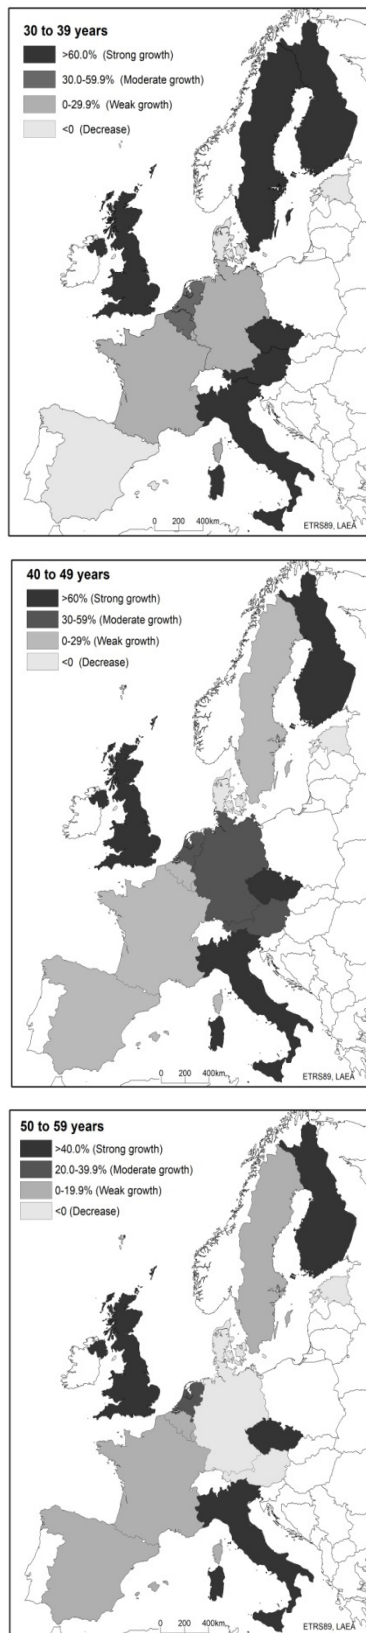 30 to 39 years
>60.0% (Strong growth)
30.0-59.9% (Moderate growth)
0-29.9% (Weak growth)
<0 (Decrease)
0 200 400km
ETRS89, LAEA
40 to 49 years
>60% (Strong growth)
30-59% (Moderate growth)
0-29% (Weak growth)
<0 (Decrease)
0 200 400km
ETRS89, LAEA
50 to 59 years
>40.0% (Strong growth)
20.0-39.9% (Moderate growth)
0-19.9% (Weak growth)
<0 (Decrease)
0 200 400km
ETRS89, LAEA